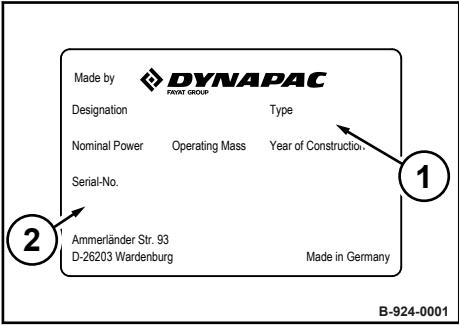 Made by DYNAPAC
FAYAT GROUP
Designation Type
Nominal Power Operating Mass Year of Construction
1
Serial-No.
2
Ammerländer Str. 93
D-26203 Wardenburg Made in Germany
B-924-0001